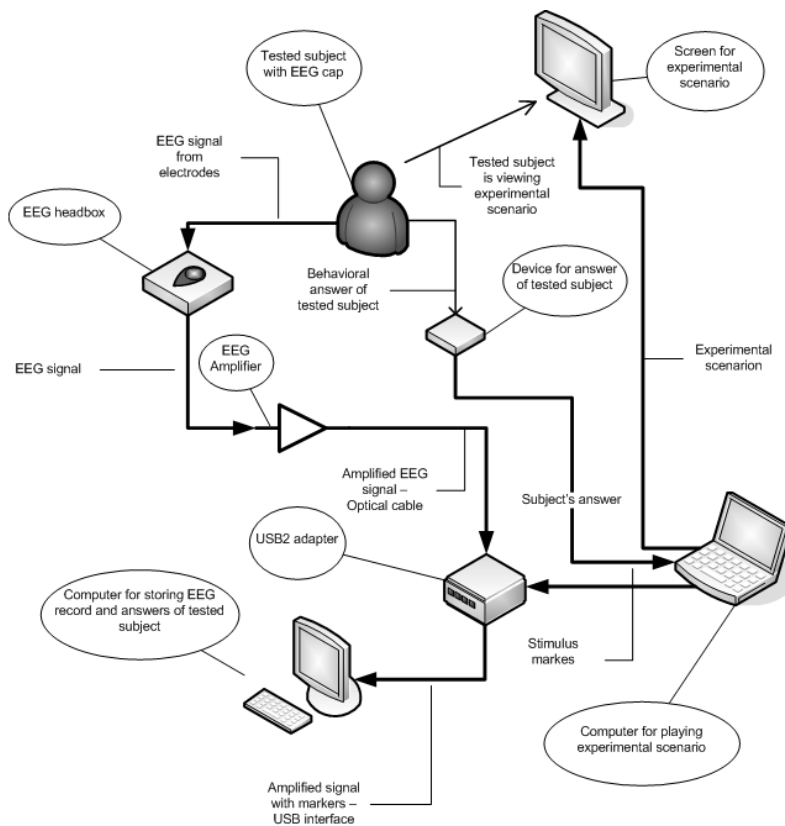 Tested subject
with EEG cap
Screen for
experimental
scenario
EEG signal
from
electrodes
Tested subject
is viewing
experimental
scenario
EEG headbox
Behavioral
answer of
tested subject
Device for answer
of tested subject
EEG signal
EEG
Amplifier
Experimental
scenarion
Amplified EEG
signal –
Optical cable
Subject's answer
USB2 adapter
Computer for storing EEG
record and answers of tested
subject
Stimulus
markes
Computer for playing
experimental scenario
Amplified signal
with markers –
USB interface